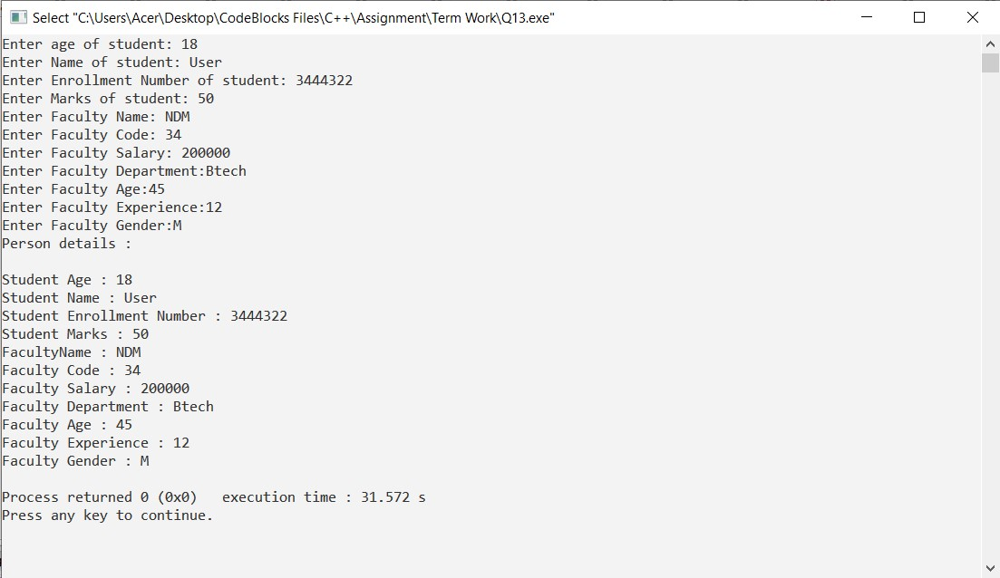 Select "C:\Users\Acer\Desktop\CodeBlocks Files\C++\Assignment\Term Work\Q13.exe"
Enter age of student: 18
Enter Name of student: User
Enter Enrollment Number of student: 3444322
Enter Marks of student: 50
Enter Faculty Name: NDM
Enter Faculty Code: 34
Enter Faculty Salary: 200000
Enter Faculty Department:Btech
Enter Faculty Age:45
Enter Faculty Experience:12
Enter Faculty Gender:M
Person details :
Student Age : 18
Student Name : User
Student Enrollment Number : 3444322
Student Marks : 50
FacultyName : NDM
Faculty Code : 34
Faculty Salary : 200000
Faculty Department : Btech
Faculty Age : 45
Faculty Experience : 12
Faculty Gender : M
Process returned 0 (0x0)   execution time : 31.572 s
Press any key to continue.